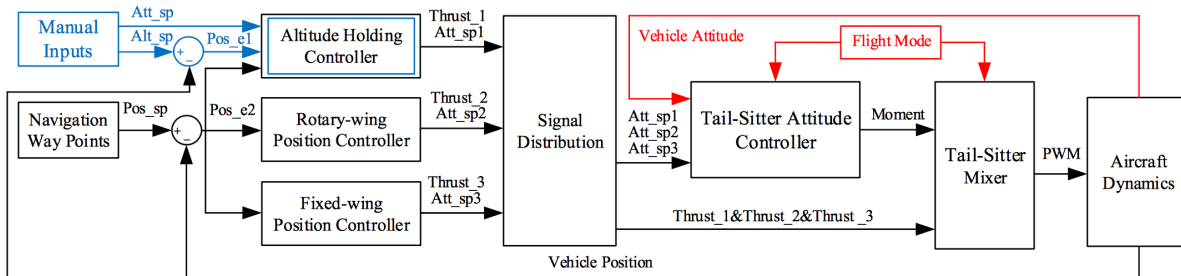 Att_sp
Manual
Inputs
Alt_sp
+
-
Pos_e1
Altitude Holding
Controller
Thrust_1
Att_sp1
Navigation
Way Points
Pos_sp
+
-
Pos_e2
Rotary-wing
Position Controller
Thrust_2
Att_sp2
Fixed-wing
Position Controller
Thrust_3
Att_sp3
Signal
Distribution
Vehicle Attitude
Flight Mode
Att_sp1
Att_sp2
Att_sp3
Tail-Sitter Attitude
Controller
Moment
Thrust_1&Thrust_2&Thrust _3
Tail-Sitter
Mixer
PWM
Aircraft
Dynamics
Vehicle Position